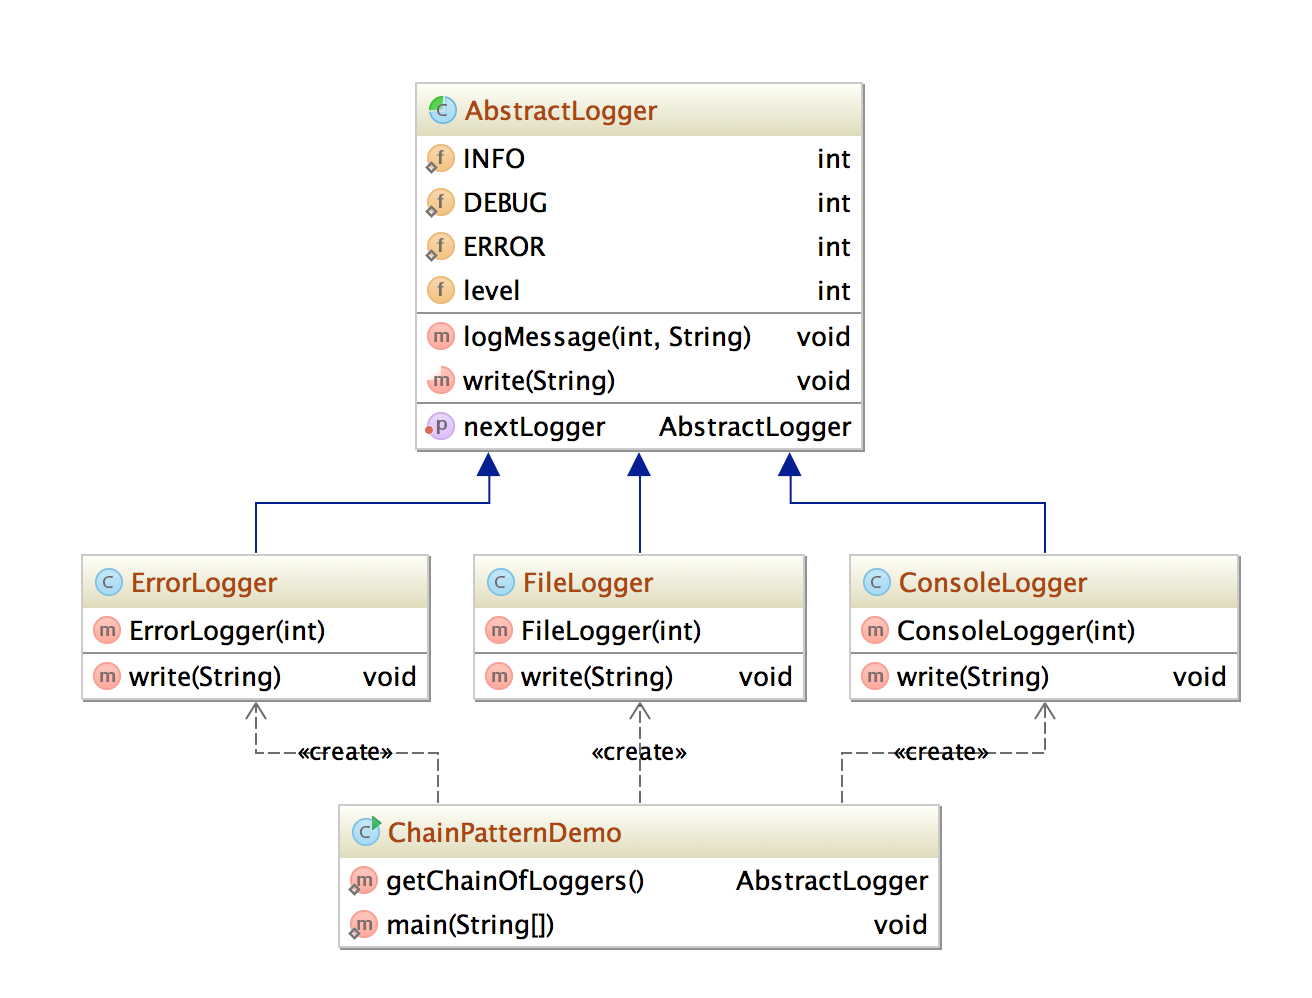 AbstractLogger
INFO int
DEBUG int
ERROR int
level int
logMessage(int, String) void
write(String) void
nextLogger AbstractLogger
ErrorLogger
ErrorLogger(int)
write(String) void
FileLogger
FileLogger(int)
write(String) void
ConsoleLogger
ConsoleLogger(int)
write(String) void
«create» «create» «create»
ChainPatternDemo
getChainOfLoggers() AbstractLogger
main(String[]) void